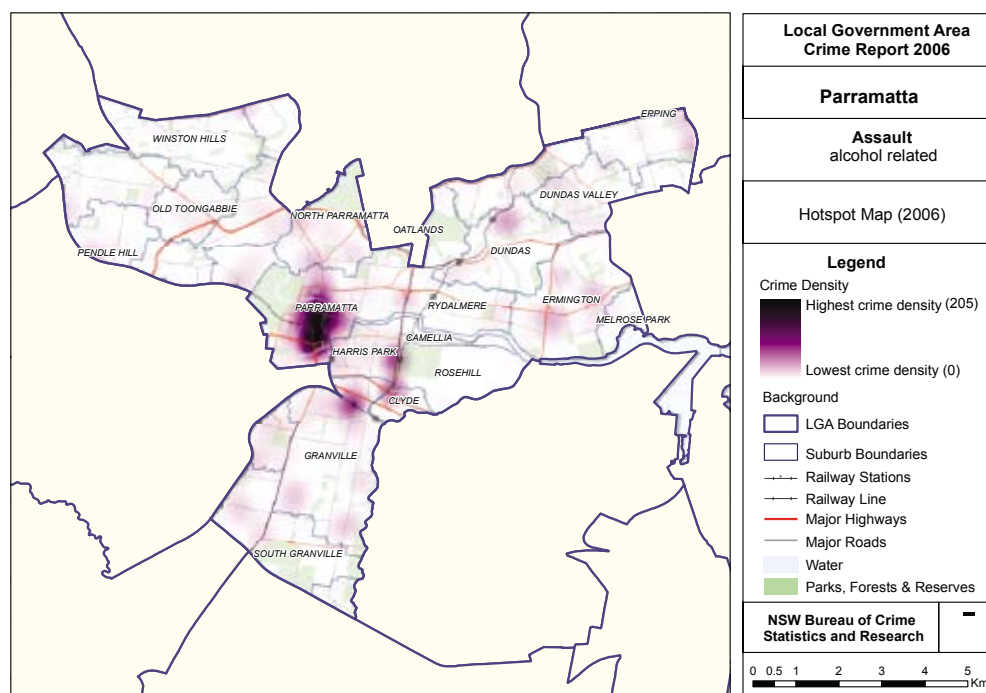 Local Government Area
Crime Report 2006
Parramatta
Assault
alcohol related
Hotspot Map (2006)
Legend
Crime Density
Highest crime density (205)
Lowest crime density (0)
Background
LGA Boundaries
Suburb Boundaries
Railway Stations
Railway Line
Major Highways
Major Roads
Water
Parks, Forests & Reserves
NSW Bureau of Crime
Statistics and Research
0 0.5 1 2 3 4 5
Km
EPPING
WINSTON HILLS
DUNDAS VALLEY
OLD TOONGABBIE
NORTH PARRAMATTA
OATLANDS
PENDLE HILL
DUNDAS
ERMINGTON
RYDALMERE
PARRAMATTA
MELROSE PARK
CAMELLIA
HARRIS PARK
ROSEHILL
CLYDE
GRANVILLE
SOUTH GRANVILLE